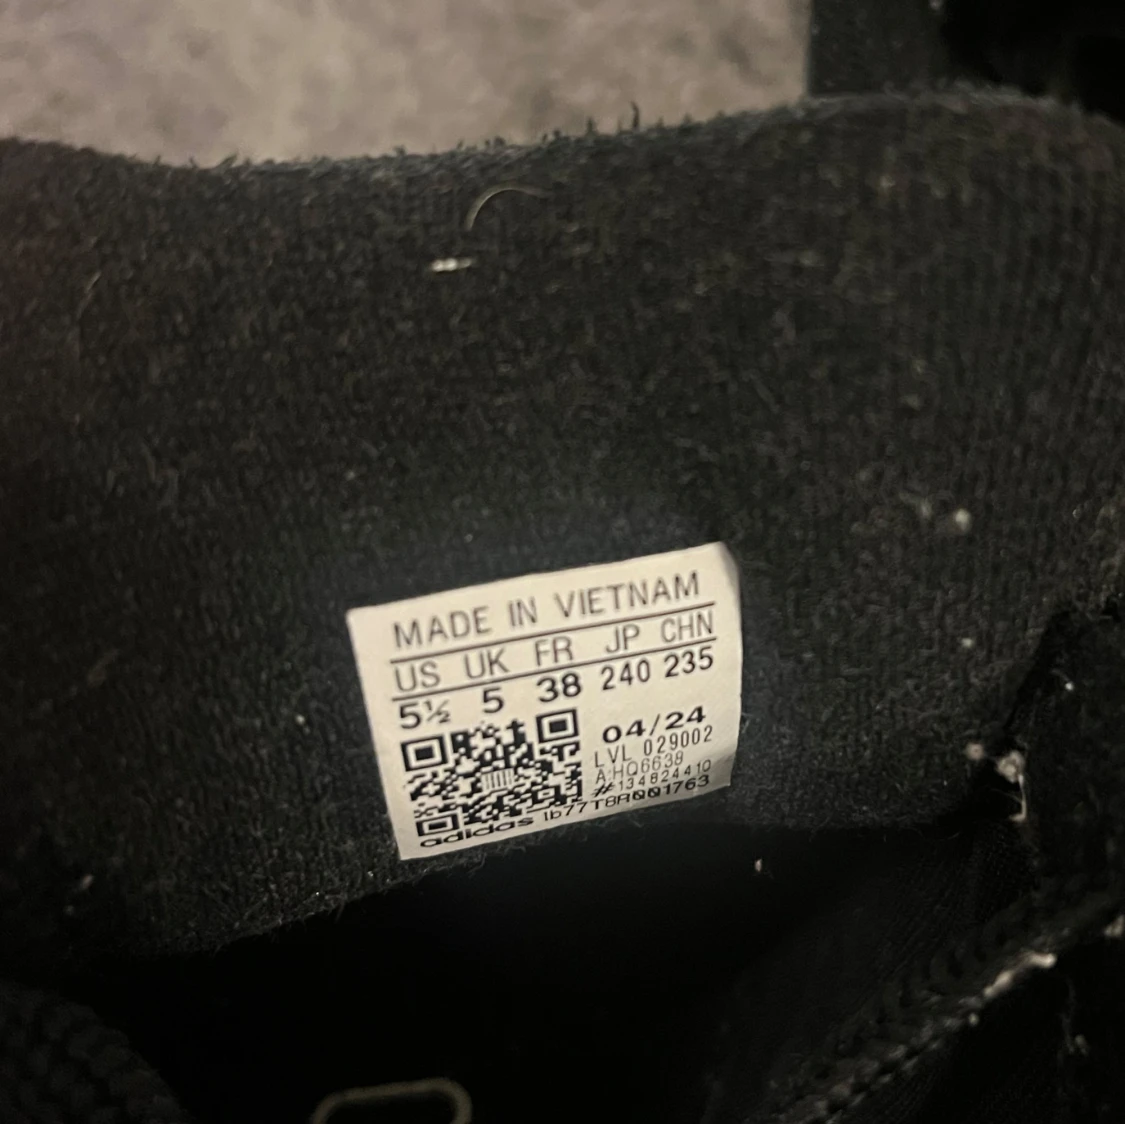 MADE IN VIETNAM
US UK FR JP CHN
5½ 5 38 240 235
04/24
LVL 029002
A:HQ6638
#134824410
adidas lb77T8R001763